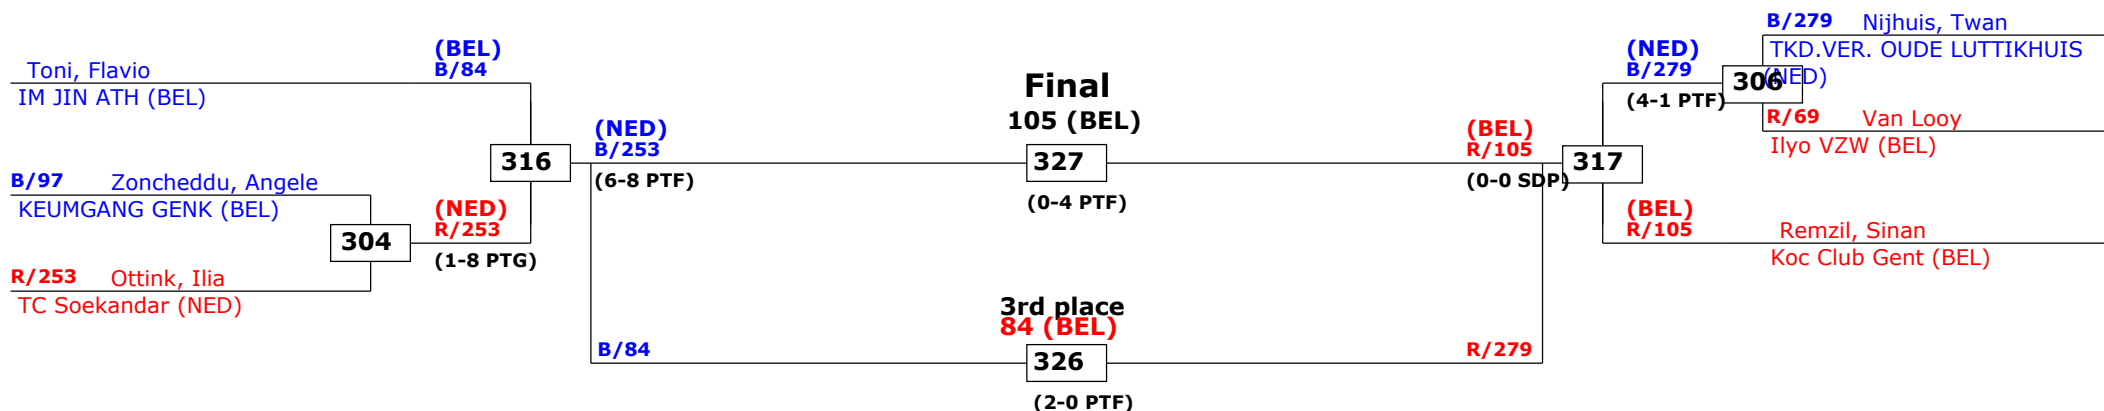 Toni, Flavio
IM JIN ATH (BEL)
(BEL)
B/84
B/97 Zoncheddu, Angele
KEUMGANG GENK (BEL)
R/253 Ottink, Ilia
TC Soekandar (NED)
304
(NED)
R/253
(1-8 PTG)
316
(NED)
B/253
(6-8 PTF)
Final
105 (BEL)
327
(0-4 PTF)
3rd place
84 (BEL)
B/84
326
R/279
(2-0 PTF)
(BEL)
R/105
(0-0 SDP)
317
(NED)
B/279
(4-1 PTF)
306
B/279 Nijhuis, Twan
TKD.VER. OUDE LUTTIKHUIS
(NED)
R/69 Van Looy
Ilyo VZW (BEL)
(BEL)
R/105
Remzil, Sinan
Koc Club Gent (BEL)